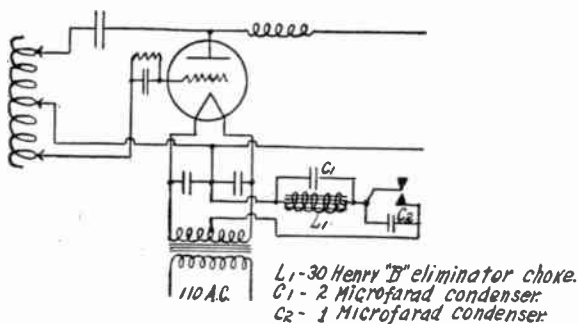 C1
L1
C2
110 A.C.
L1-30 Henry "B" eliminator choke.
C1 - 2 Microfarad condenser.
C2 - 1 Microfarad condenser.